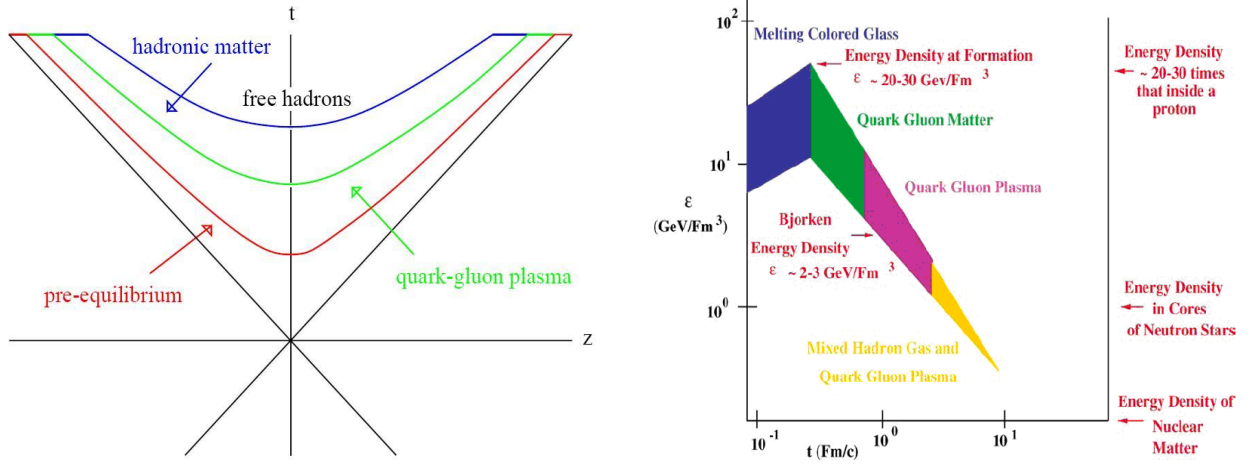 t
hadronic matter
free hadrons
quark-gluon plasma
pre-equilibrium
z
10²
Melting Colored Glass
Energy Density at Formation
ε ~ 20-30 Gev/Fm ³
Quark Gluon Matter
10¹
Quark Gluon Plasma
ε
(GeV/Fm³)
Bjorken
Energy Density
ε ~ 2-3 GeV/Fm ³
10⁰
Mixed Hadron Gas and
Quark Gluon Plasma
10⁻¹
10⁰
10¹
t (Fm/c)
Energy Density
~ 20-30 times
that inside a
proton
Energy Density
in Cores
of Neutron Stars
Energy Density of
Nuclear
Matter